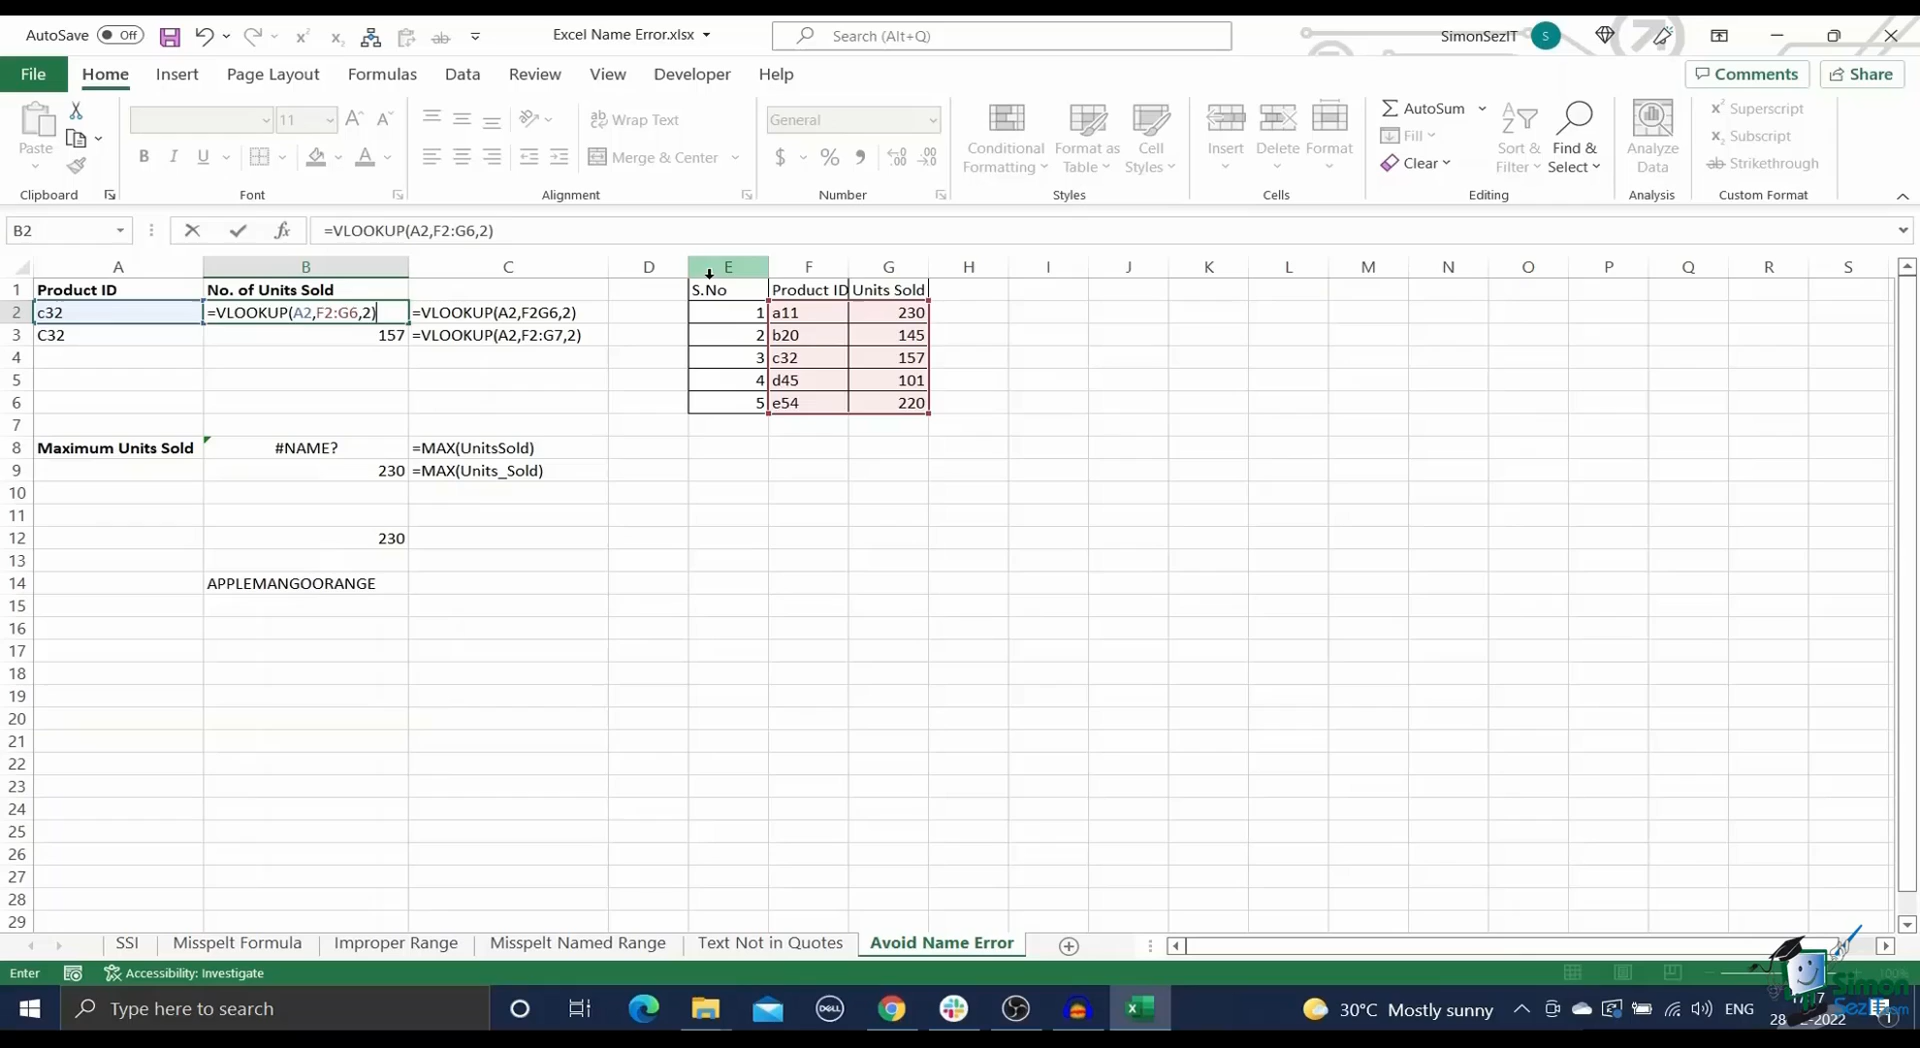 AutoSave Off Excel Name Error.xlsx Search (Alt+Q) SimonSezIT S
File Home Insert Page Layout Formulas Data Review View Developer Help Comments Share
Paste
11
Wrap Text
Merge & Center
General
Conditional Formatting
Format as Table
Cell Styles
Insert
Delete
Format
AutoSum
Fill
Clear
Sort & Filter
Find & Select
Analyze Data
Superscript
Subscript
Strikethrough
Clipboard Font Alignment Number Styles Cells Editing Analysis Custom Format
B2 fx =VLOOKUP(A2,F2:G6,2)
A B C D E F G H I J K L M N O P Q R S
1 Product ID No. of Units Sold S.No Product ID Units Sold
2 c32 =VLOOKUP(A2,F2:G6,2) =VLOOKUP(A2,F2G6,2) 1 a11 230
3 C32 157 =VLOOKUP(A2,F2:G7,2) 2 b20 145
4 3 c32 157
5 4 d45 101
6 5 e54 220
7
8 Maximum Units Sold #NAME? =MAX(UnitsSold)
9 230 =MAX(Units_Sold)
10
11
12 230
13
14 APPLEMANGOORANGE
15
16
17
18
19
20
21
22
23
24
25
26
27
28
29
SSI Misspelt Formula Improper Range Misspelt Named Range Text Not in Quotes Avoid Name Error
Enter Accessibility: Investigate
Type here to search DELL 30°C Mostly sunny ENG
Simon
SezIT.com